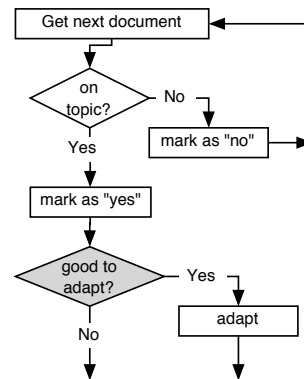 Get next document
on
topic?
No
mark as "no"
Yes
mark as "yes"
good to
adapt?
Yes
adapt
No